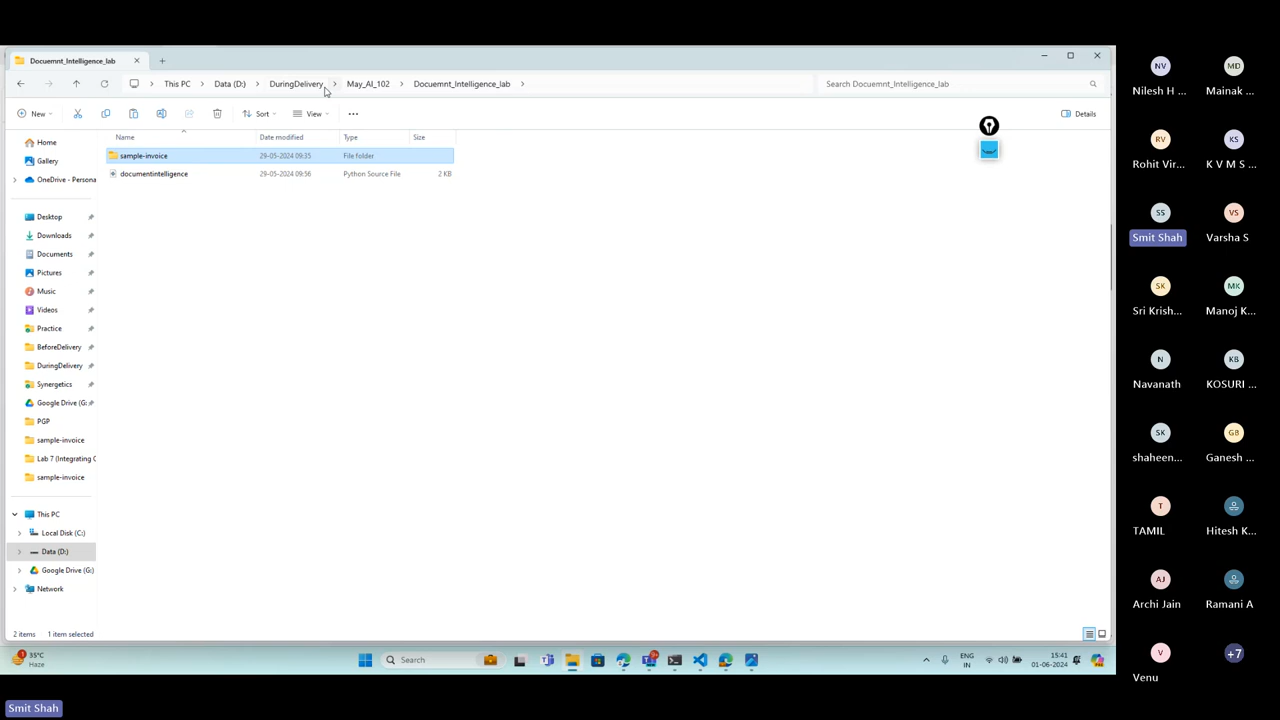 Docuemnt_Intelligence_lab
This PC
Data (D:)
DuringDelivery
May_AI_102
Docuemnt_Intelligence_lab
Search Docuemnt_Intelligence_lab
New
Sort
View
Details
Name
Date modified
Type
Size
sample-invoice
29-05-2024 09:35
File folder
documentintelligence
29-05-2024 09:56
Python Source File
2 KB
Home
Gallery
OneDrive - Persona
Desktop
Downloads
Documents
Pictures
Music
Videos
Practice
BeforeDelivery
DuringDelivery
Synergetics
Google Drive (G:
PGP
sample-invoice
Lab 7 (Integrating C
sample-invoice
This PC
Local Disk (C:)
Data (D:)
Google Drive (G:)
Network
2 items
1 item selected
35°C
Haze
Search
ENG
IN
15:41
01-06-2024
NV
Nilesh H ...
MD
Mainak ...
RV
Rohit Vir...
KS
K V M S ...
SS
Smit Shah
VS
Varsha S
SK
Sri Krish...
MK
Manoj K...
N
Navanath
KB
KOSURI ...
SK
shaheen...
GB
Ganesh ...
T
TAMIL
Hitesh K...
AJ
Archi Jain
Ramani A
V
Venu
+7
Smit Shah